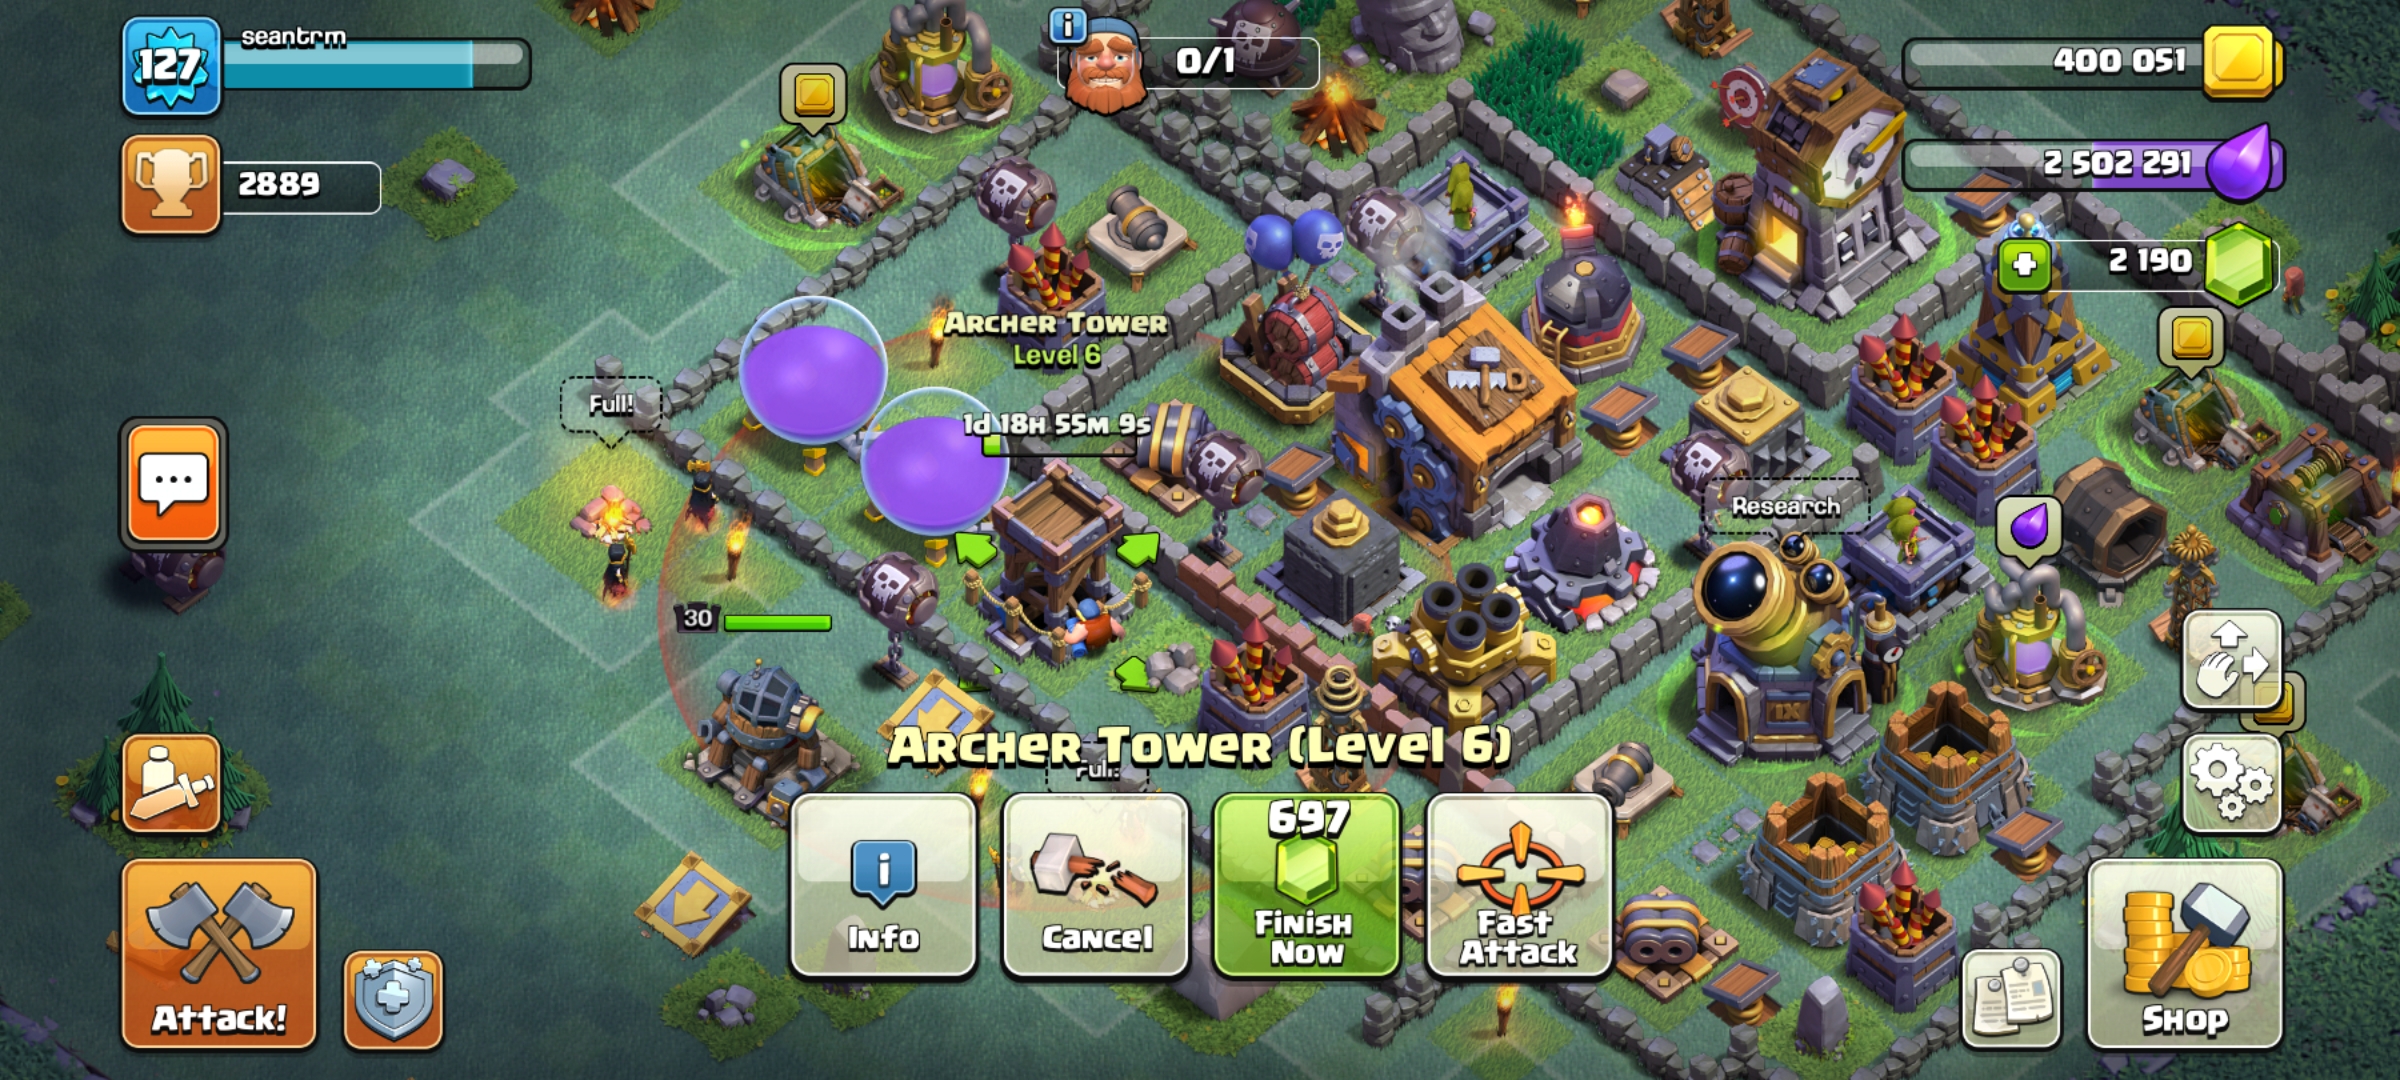 127
seantrm
0/1
400 051
2889
2 502 291
2 190
Archer Tower
Level 6
Full!
1d 18h 55m 9s
Research
30
Archer Tower (Level 6)
697
Info
Cancel
Finish
Now
Fast
Attack
Attack!
Shop